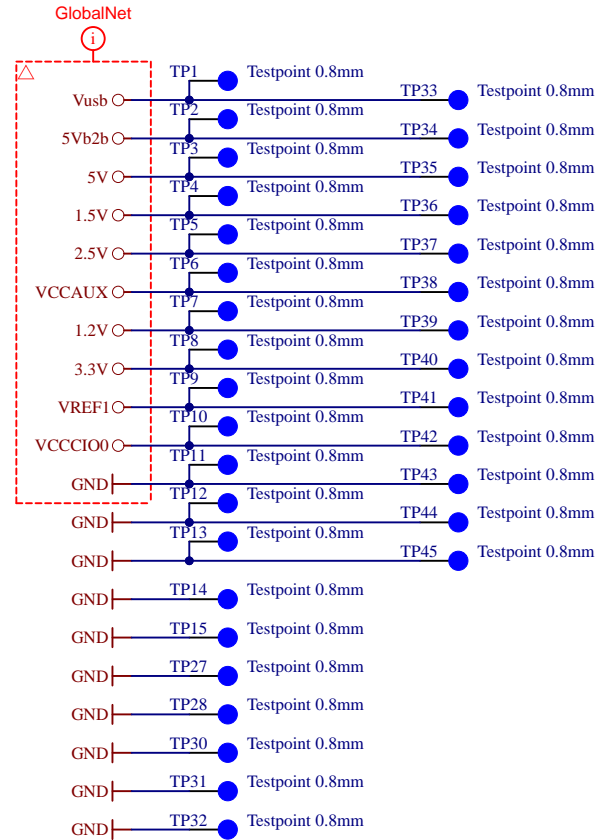 GlobalNet
i
TP1 Testpoint 0.8mm
Vusb TP33 Testpoint 0.8mm
TP2 Testpoint 0.8mm
5Vb2b TP34 Testpoint 0.8mm
TP3 Testpoint 0.8mm
5V TP35 Testpoint 0.8mm
TP4 Testpoint 0.8mm
1.5V TP36 Testpoint 0.8mm
TP5 Testpoint 0.8mm
2.5V TP37 Testpoint 0.8mm
TP6 Testpoint 0.8mm
VCCAUX TP38 Testpoint 0.8mm
TP7 Testpoint 0.8mm
1.2V TP39 Testpoint 0.8mm
TP8 Testpoint 0.8mm
3.3V TP40 Testpoint 0.8mm
TP9 Testpoint 0.8mm
VREF1 TP41 Testpoint 0.8mm
TP10 Testpoint 0.8mm
VCCCIO0 TP42 Testpoint 0.8mm
TP11 Testpoint 0.8mm
GND TP43 Testpoint 0.8mm
TP12 Testpoint 0.8mm
GND TP44 Testpoint 0.8mm
TP13 Testpoint 0.8mm
GND TP45 Testpoint 0.8mm
GND TP14 Testpoint 0.8mm
GND TP15 Testpoint 0.8mm
GND TP27 Testpoint 0.8mm
GND TP28 Testpoint 0.8mm
GND TP30 Testpoint 0.8mm
GND TP31 Testpoint 0.8mm
GND TP32 Testpoint 0.8mm